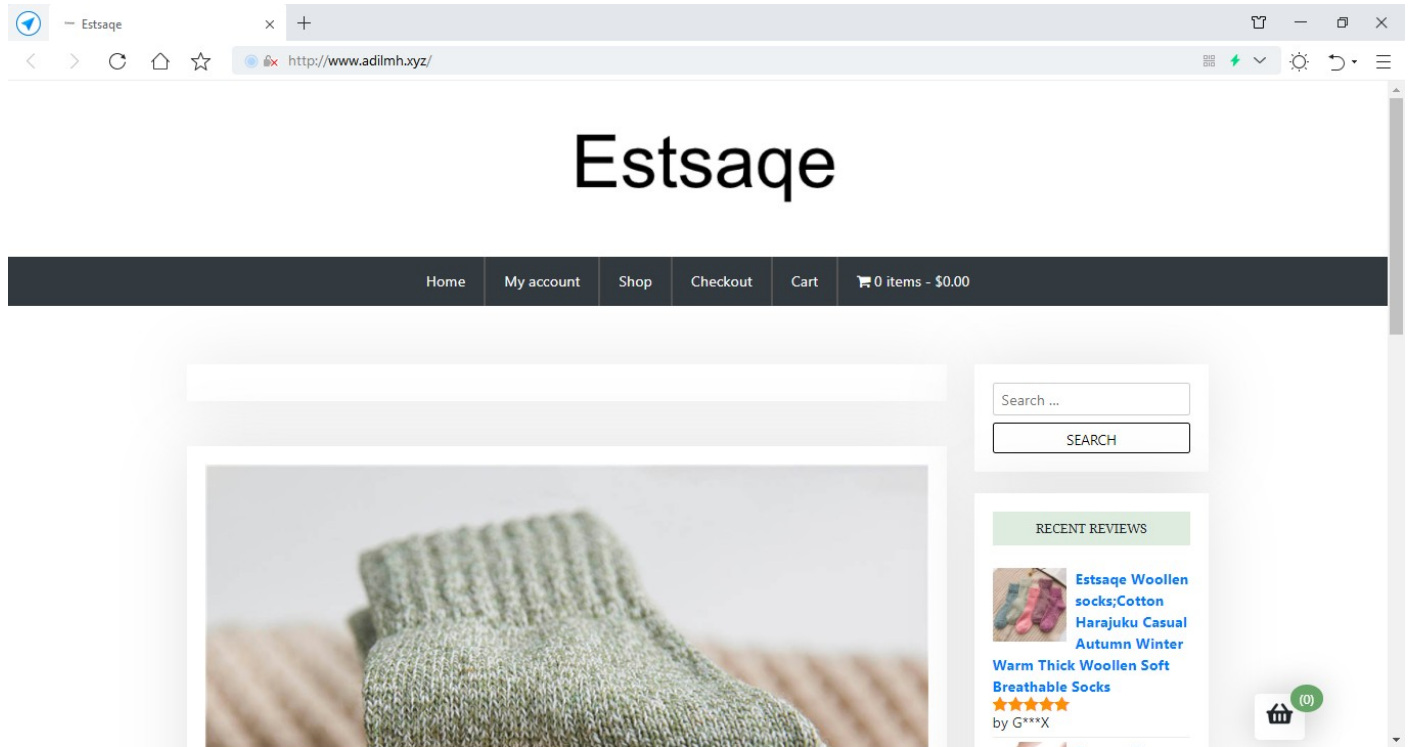 Estsaqe
http://www.adilmh.xyz/
Estsaqe
Home
My account
Shop
Checkout
Cart
0 items - $0.00
Search ...
SEARCH
RECENT REVIEWS
Estsaqe Woollen
socks;Cotton
Harajuku Casual
Autumn Winter
Warm Thick Woollen Soft
Breathable Socks
by G***X
(0)